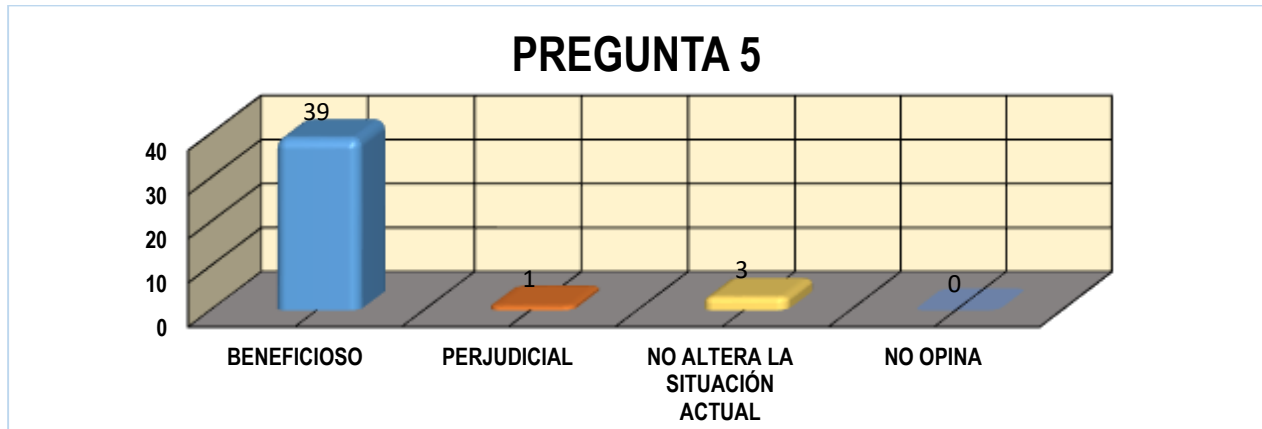 PREGUNTA 5
39
40
30
20
10
0
1
3
0
BENEFICIOSO
PERJUDICIAL
NO ALTERA LA
SITUACIÓN
ACTUAL
NO OPINA